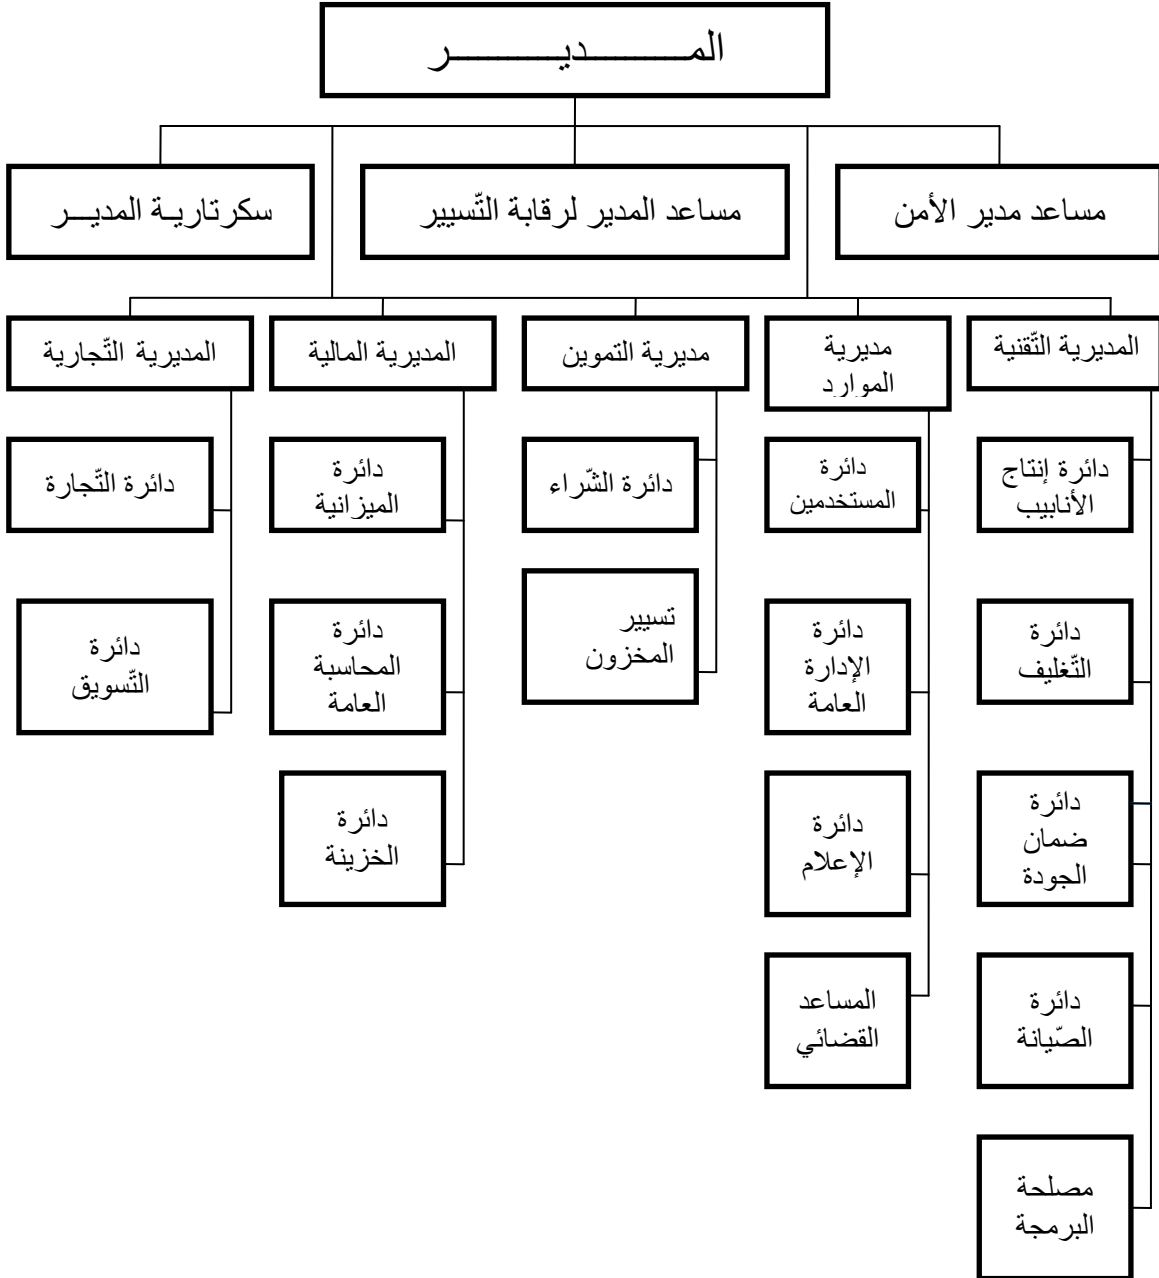 المـــــــــديـــــــــر
مساعد مدير الأمن
مساعد المدير لرقابة التّسيير
سكرتاريـة المديــر
المديرية التّقنية
مديرية
الموارد
مديرية التموين
المديرية المالية
المديرية التّجارية
دائرة إنتاج
الأنابيب
دائرة
المستخدمين
دائرة الشّراء
دائرة
الميزانية
دائرة التّجارة
دائرة
التّغليف
دائرة
الإدارة
العامة
تسيير
المخزون
دائرة
المحاسبة
العامة
دائرة
التّسويق
دائرة
ضمان
الجودة
دائرة
الإعلام
دائرة
الخزينة
دائرة
الصّيانة
المساعد
القضائي
مصلحة
البرمجة